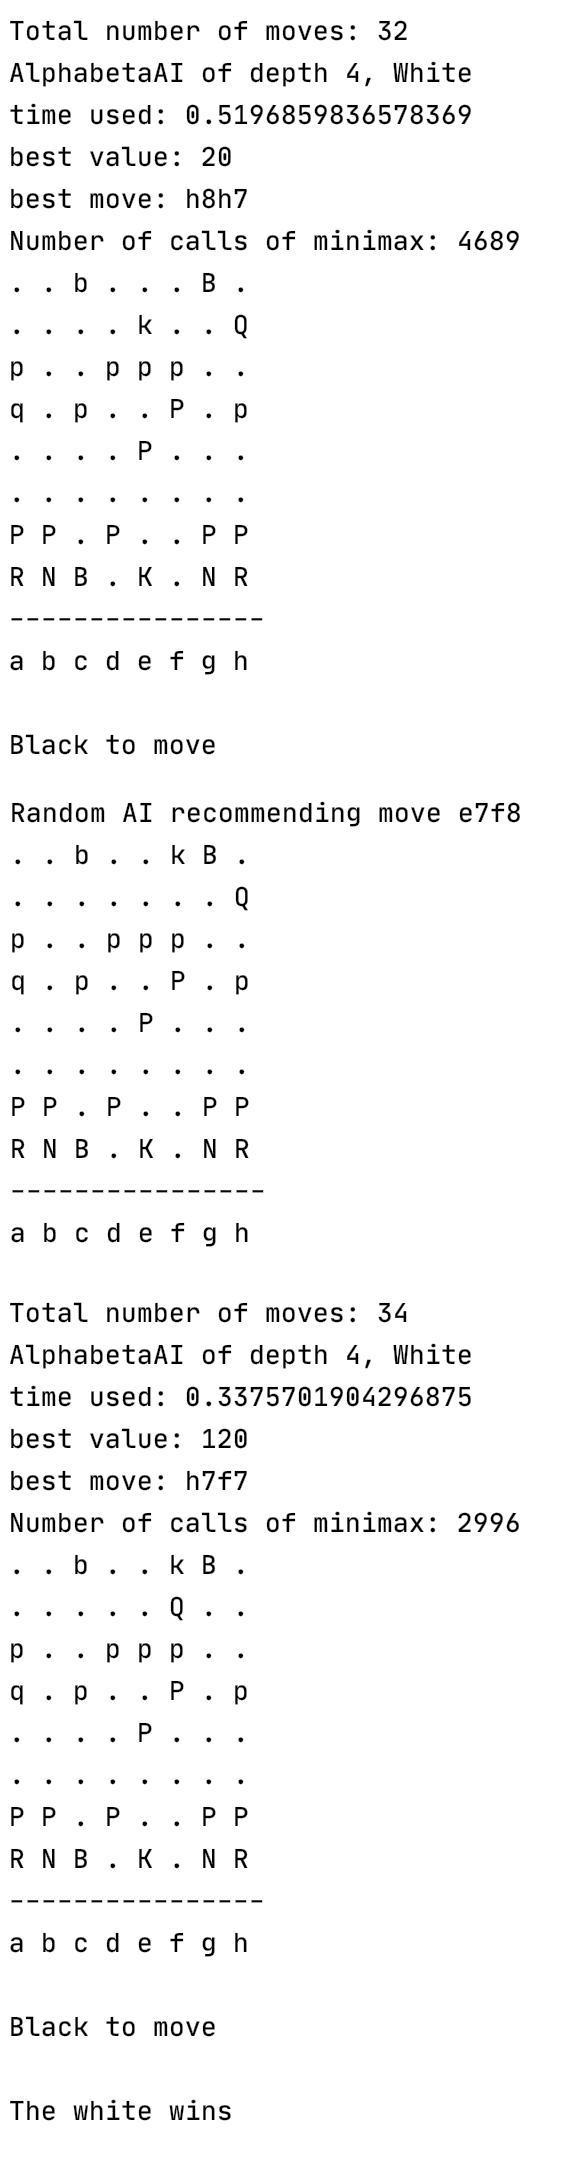 Total number of moves: 32
AlphabetaAI of depth 4, White
time used: 0.5196859836578369
best value: 20
best move: h8h7
Number of calls of minimax: 4689
. . b . . . B .
. . . . k . . Q
p . . p p p . .
q . p . . P . p
. . . . P . . .
. . . . . . . .
P P . P . . P P
R N B . K . N R
----------------
a b c d e f g h
Black to move
Random AI recommending move e7f8
. . b . . k B .
. . . . . . . Q
p . . p p p . .
q . p . . P . p
. . . . P . . .
. . . . . . . .
P P . P . . P P
R N B . K . N R
----------------
a b c d e f g h
Total number of moves: 34
AlphabetaAI of depth 4, White
time used: 0.3375701904296875
best value: 120
best move: h7f7
Number of calls of minimax: 2996
. . b . . k B .
. . . . . Q . .
p . . p p p . .
q . p . . P . p
. . . . P . . .
. . . . . . . .
P P . P . . P P
R N B . K . N R
----------------
a b c d e f g h
Black to move
The white wins